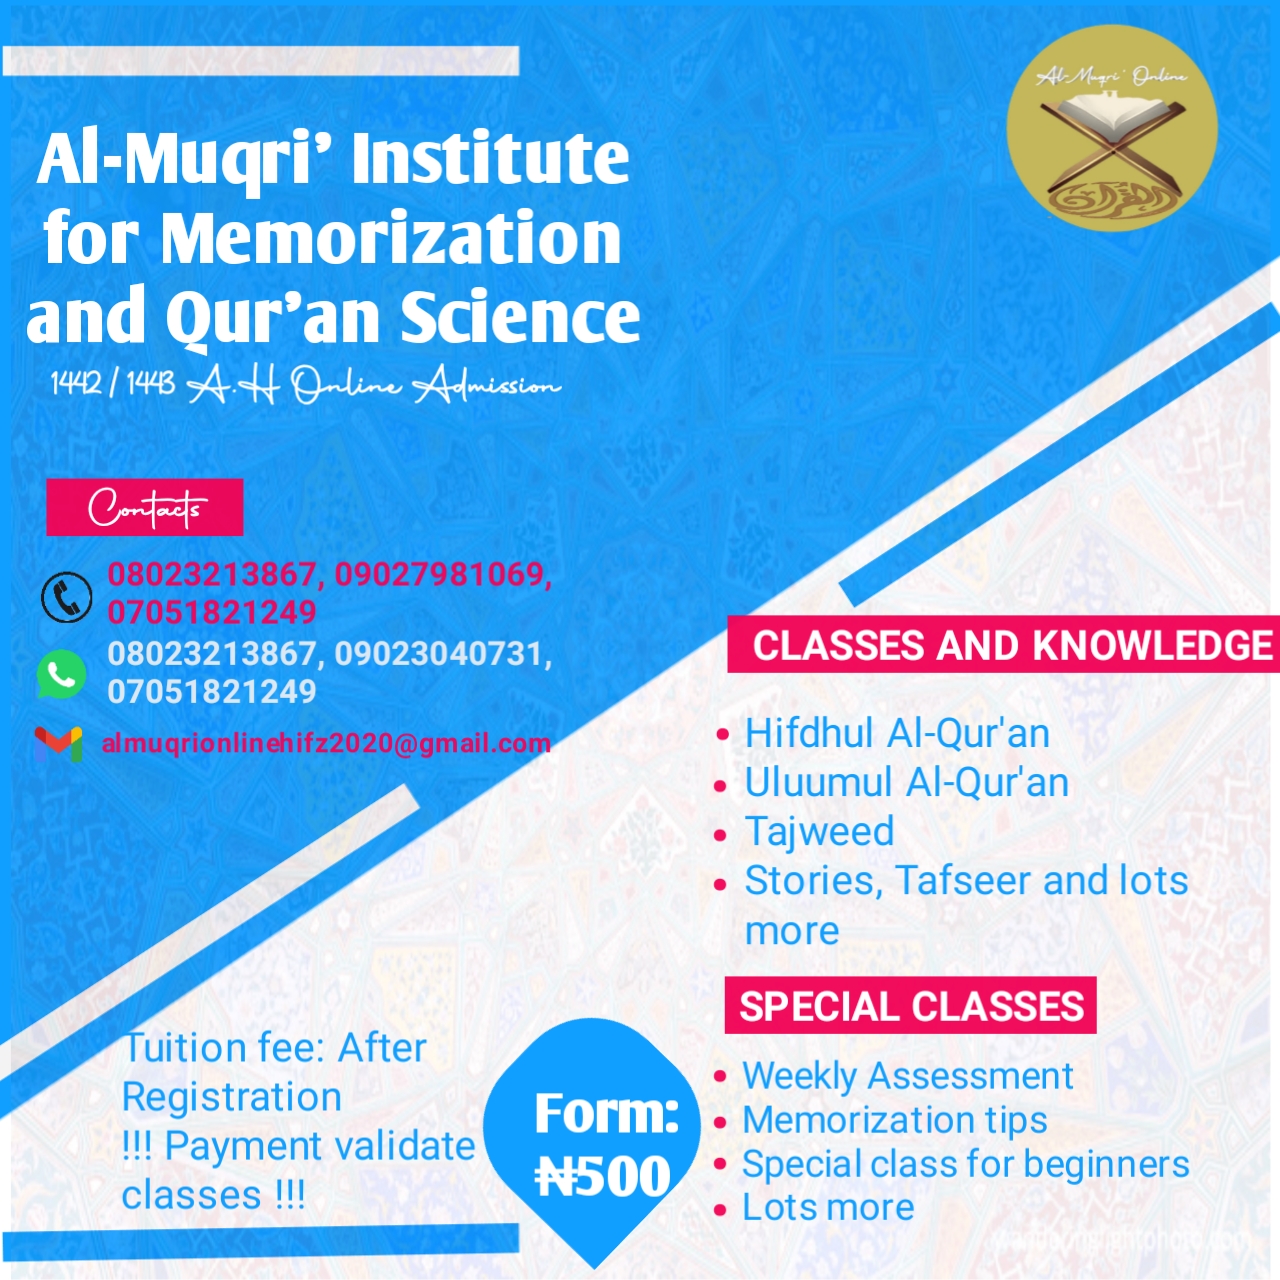 Al-Muqri' Online
القرآن
Al-Muqri’ Institute
for Memorization
and Qur’an Science
1442 / 1443 A.H Online Admission
Contacts
08023213867, 09027981069,
07051821249
08023213867, 09023040731,
07051821249
almuqrionlinehifz2020@gmail.com
CLASSES AND KNOWLEDGE
Hifdhul Al-Qur'an
Uluumul Al-Qur'an
Tajweed
Stories, Tafseer and lots
more
SPECIAL CLASSES
Weekly Assessment
Memorization tips
Special class for beginners
Lots more
Tuition fee: After
Registration
!!! Payment validate
classes !!!
Form:
₦500